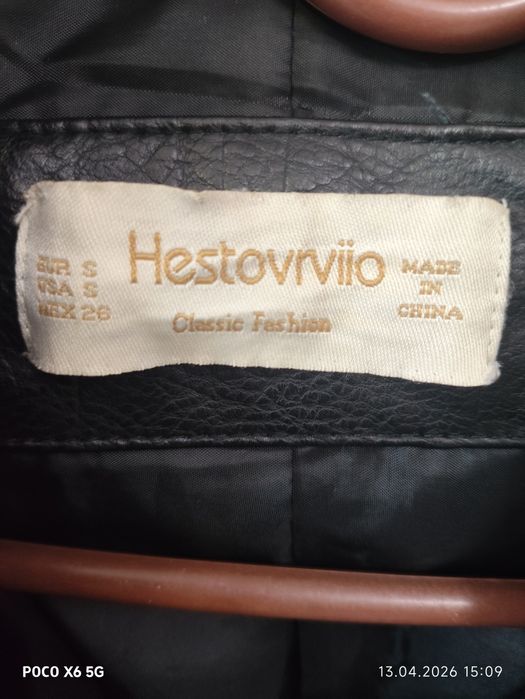 EUR S
USA S
MEX 26
Hestovrviio
Classic Fashion
MADE
IN
CHINA
POCO X6 5G
13.04.2026 15:09